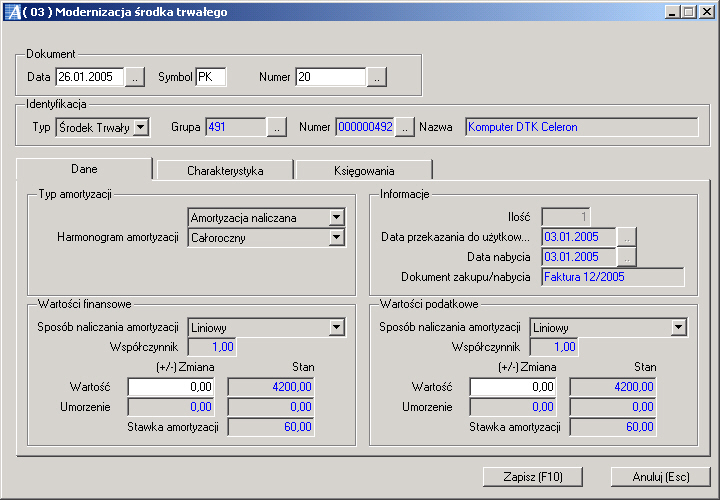 ( 03 ) Modernizacja środka trwałego
Dokument
Data 26.01.2005 .. Symbol PK Numer 20 ..
Identyfikacja
Typ Środek Trwały Grupa 491 .. Numer 000000492 .. Nazwa Komputer DTK Celeron
Dane Charakterystyka Księgowania
Typ amortyzacji
Amortyzacja naliczana
Harmonogram amortyzacji Całoroczny
Informacje
Ilość 1
Data przekazania do użytkow... 03.01.2005 ..
Data nabycia 03.01.2005 ..
Dokument zakupu/nabycia Faktura 12/2005
Wartości finansowe
Sposób naliczania amortyzacji Liniowy
Współczynnik 1,00
(+/-) Zmiana Stan
Wartość 0,00 4200,00
Umorzenie 0,00 0,00
Stawka amortyzacji 60,00
Wartości podatkowe
Sposób naliczania amortyzacji Liniowy
Współczynnik 1,00
(+/-) Zmiana Stan
Wartość 0,00 4200,00
Umorzenie 0,00 0,00
Stawka amortyzacji 60,00
Zapisz (F10) Anuluj (Esc)